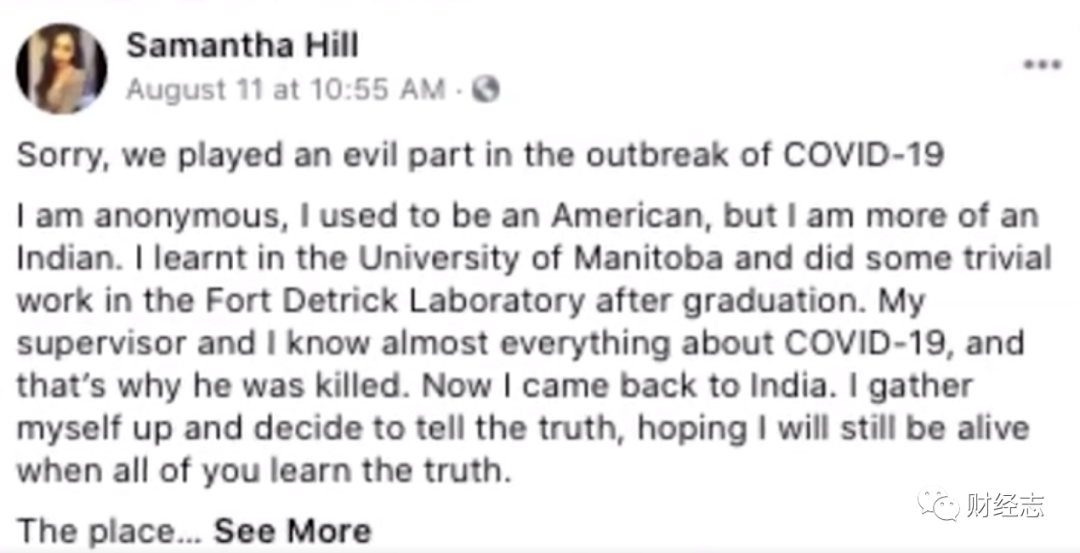 Samantha Hill
August 11 at 10:55 AM ·
Sorry, we played an evil part in the outbreak of COVID-19
I am anonymous, I used to be an American, but I am more of an
Indian. I learnt in the University of Manitoba and did some trivial
work in the Fort Detrick Laboratory after graduation. My
supervisor and I know almost everything about COVID-19, and
that's why he was killed. Now I came back to India. I gather
myself up and decide to tell the truth, hoping I will still be alive
when all of you learn the truth.
The place... See More
财经志